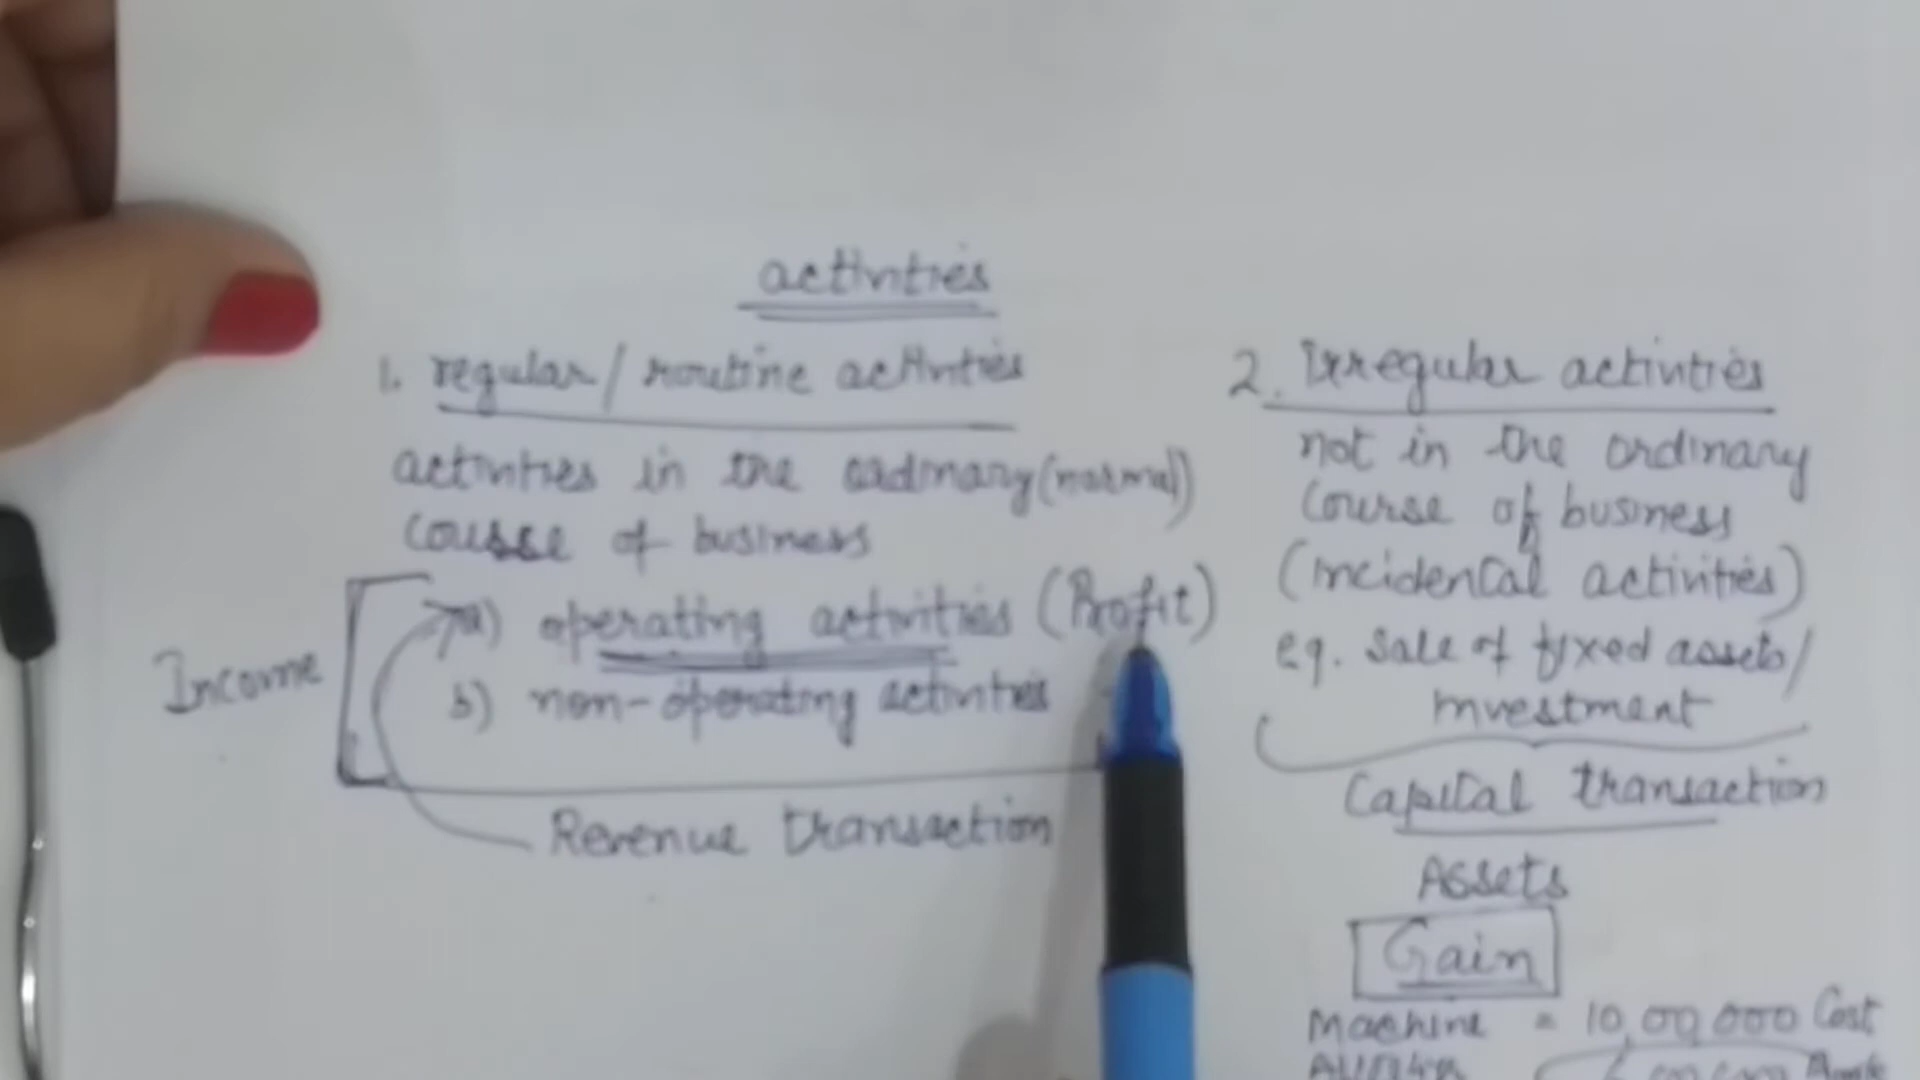 activities
1. regular / routine activities
activities in the ordinary (normal)
course of business
Income
a) operating activities (Profit)
b) non-operating activities
Revenue transaction
2. Irregular activities
not in the ordinary
course of business
(incidental activities)
eg. sale of fixed assets /
investment
Capital transaction
Assets
Gain
Machine = 10,00,000 Cost